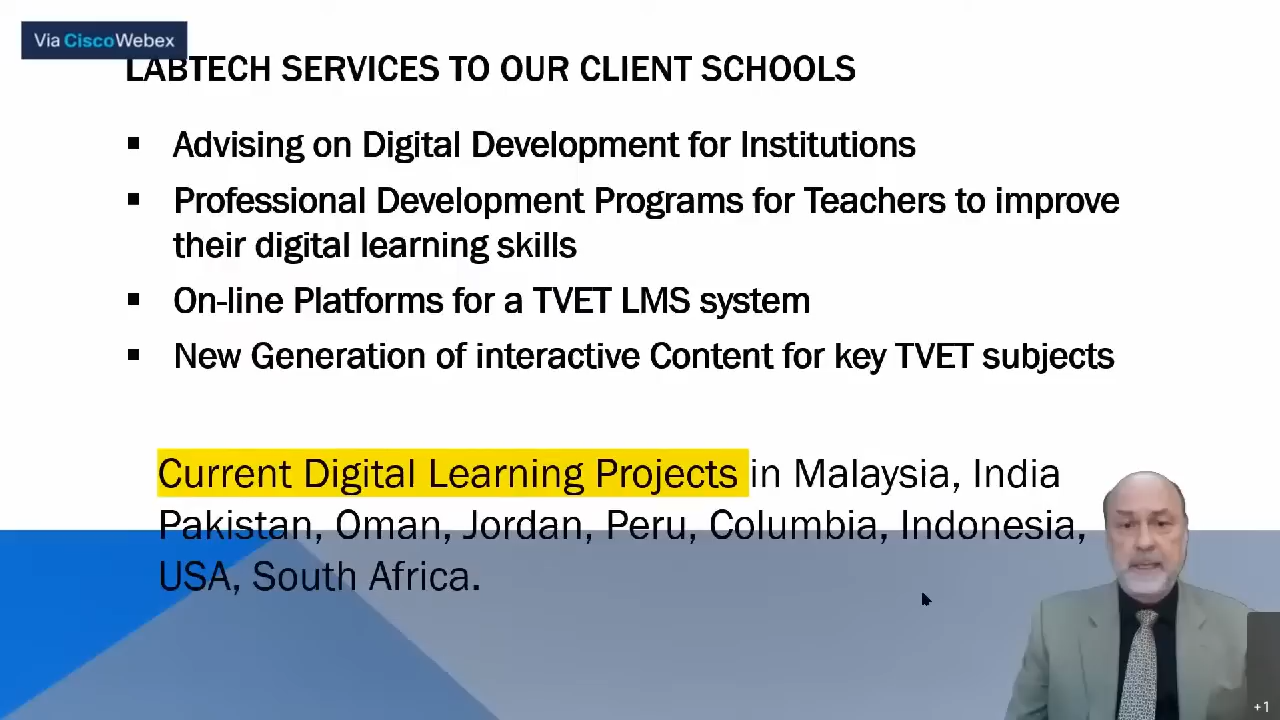 Via CiscoWebex
LABTECH SERVICES TO OUR CLIENT SCHOOLS
▪ Advising on Digital Development for Institutions
▪ Professional Development Programs for Teachers to improve
their digital learning skills
▪ On-line Platforms for a TVET LMS system
▪ New Generation of interactive Content for key TVET subjects
Current Digital Learning Projects in Malaysia, India
Pakistan, Oman, Jordan, Peru, Columbia, Indonesia,
USA, South Africa.
+1